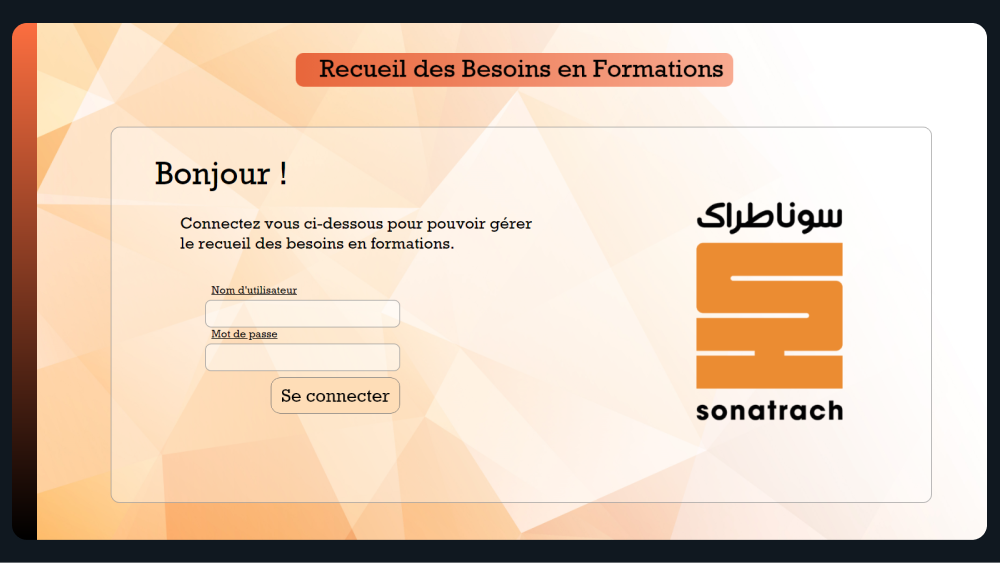 Recueil des Besoins en Formations
Bonjour !
Connectez vous ci-dessous pour pouvoir gérer
le recueil des besoins en formations.
Nom d'utilisateur
Mot de passe
Se connecter
سوناطراك
sonatrach